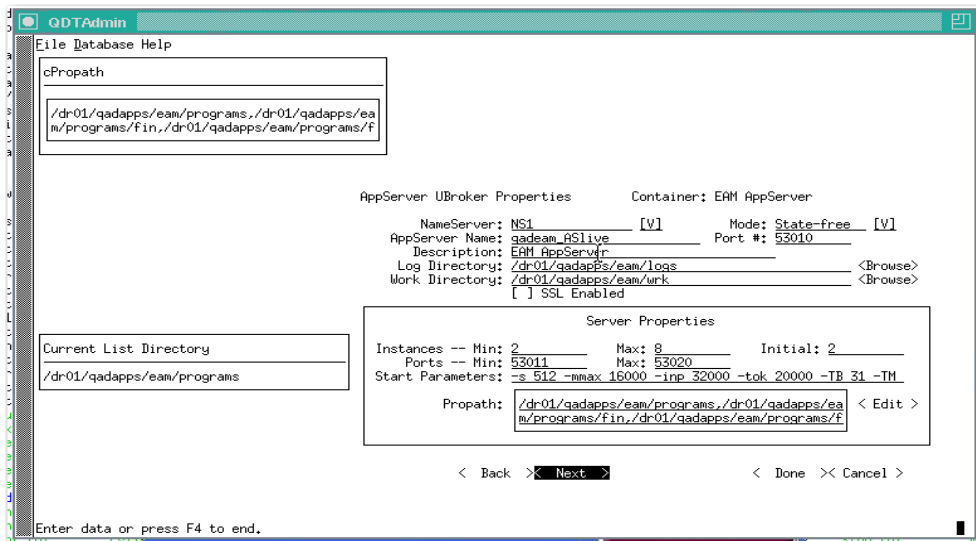 QDTAdmin
File Database Help
cPropath
/dr01/qadapps/eam/programs,/dr01/qadapps/ea
m/programs/fin,/dr01/qadapps/eam/programs/f
AppServer UBroker Properties Container: EAM AppServer
NameServer: NS1 [V] Mode: State-free [V]
AppServer Name: qadeam_ASlive Port #: 53010
Description: EAM AppServer
Log Directory: /dr01/qadapps/eam/logs <Browse>
Work Directory: /dr01/qadapps/eam/wrk <Browse>
[ ] SSL Enabled
Server Properties
Current List Directory
/dr01/qadapps/eam/programs
Instances -- Min: 2 Max: 8 Initial: 2
Ports -- Min: 53011 Max: 53020
Start Parameters: -s 512 -mmax 16000 -inp 32000 -tok 20000 -TB 31 -TM
Propath: /dr01/qadapps/eam/programs,/dr01/qadapps/ea < Edit >
m/programs/fin,/dr01/qadapps/eam/programs/f
< Back >< Next > < Done >< Cancel >
Enter data or press F4 to end.